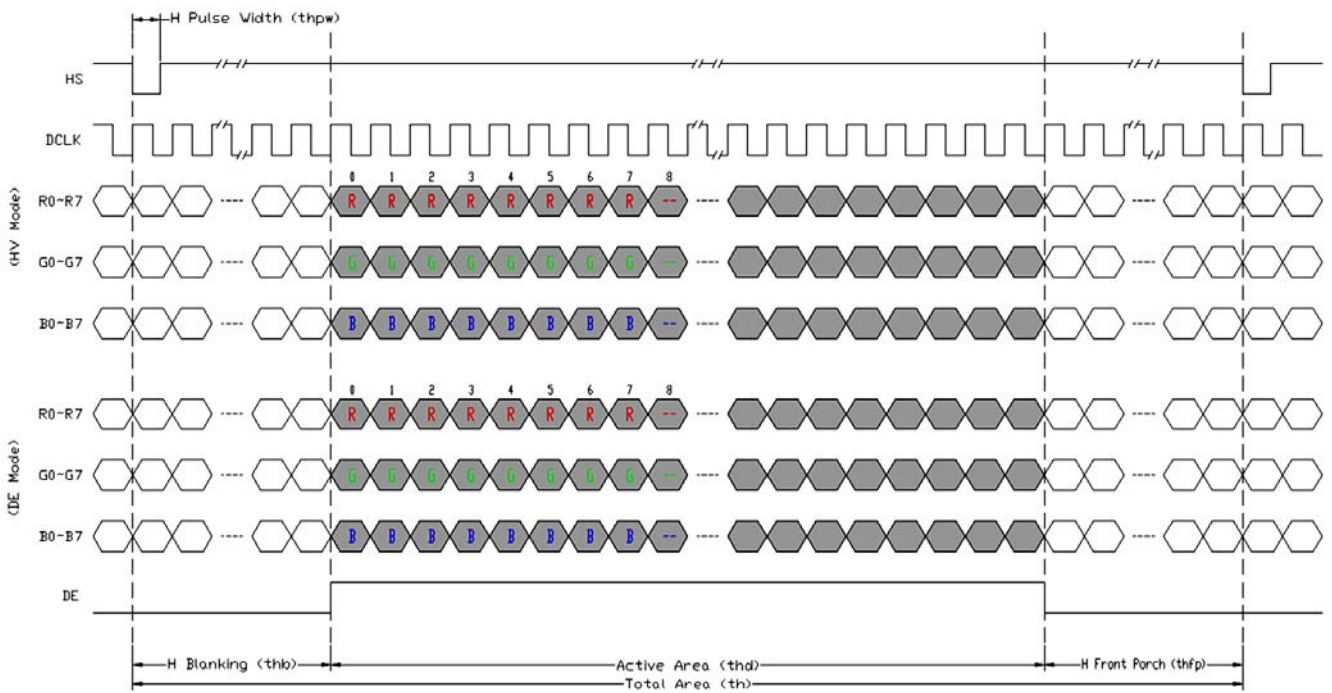 H Pulse Width (thpw)
HS
DCLK
(HV Mode)
0 1 2 3 4 5 6 7 8
R0~R7 R R R R R R R R --
G0~G7 G G G G G G G G --
B0~B7 B B B B B B B B --
(DE Mode)
0 1 2 3 4 5 6 7 8
R0~R7 R R R R R R R R --
G0~G7 G G G G G G G G --
B0~B7 B B B B B B B B --
DE
H Blanking (thb) Active Area (thd) H Front Porch (thfp)
Total Area (th)